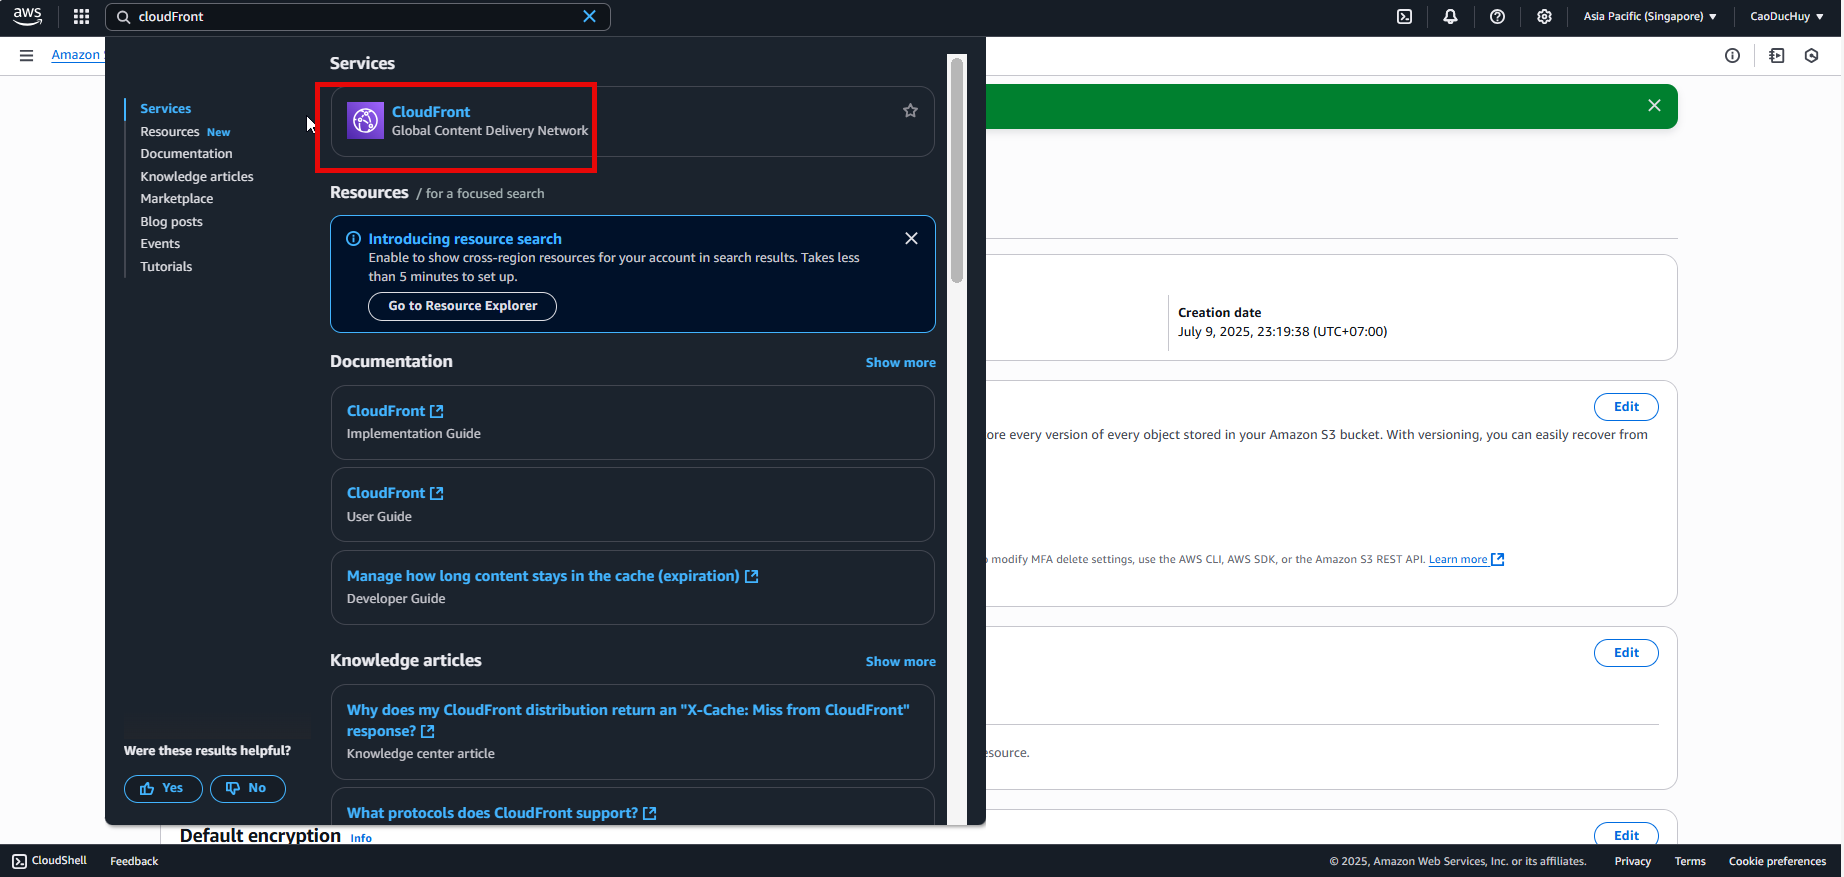 aws
cloudFront
Asia Pacific (Singapore)
CaoDucHuy
Amazon
Services
Resources New
Documentation
Knowledge articles
Marketplace
Blog posts
Events
Tutorials
Were these results helpful?
Yes
No
Services
CloudFront
Global Content Delivery Network
Resources / for a focused search
Introducing resource search
Enable to show cross-region resources for your account in search results. Takes less
than 5 minutes to set up.
Go to Resource Explorer
Documentation Show more
CloudFront
Implementation Guide
CloudFront
User Guide
Manage how long content stays in the cache (expiration)
Developer Guide
Knowledge articles Show more
Why does my CloudFront distribution return an "X-Cache: Miss from CloudFront"
response?
Knowledge center article
What protocols does CloudFront support?
Creation date
July 9, 2025, 23:19:38 (UTC+07:00)
Edit
every version of every object stored in your Amazon S3 bucket. With versioning, you can easily recover from
modify MFA delete settings, use the AWS CLI, AWS SDK, or the Amazon S3 REST API. Learn more
Edit
Default encryption Info
Edit
CloudShell
Feedback
© 2025, Amazon Web Services, Inc. or its affiliates.
Privacy
Terms
Cookie preferences